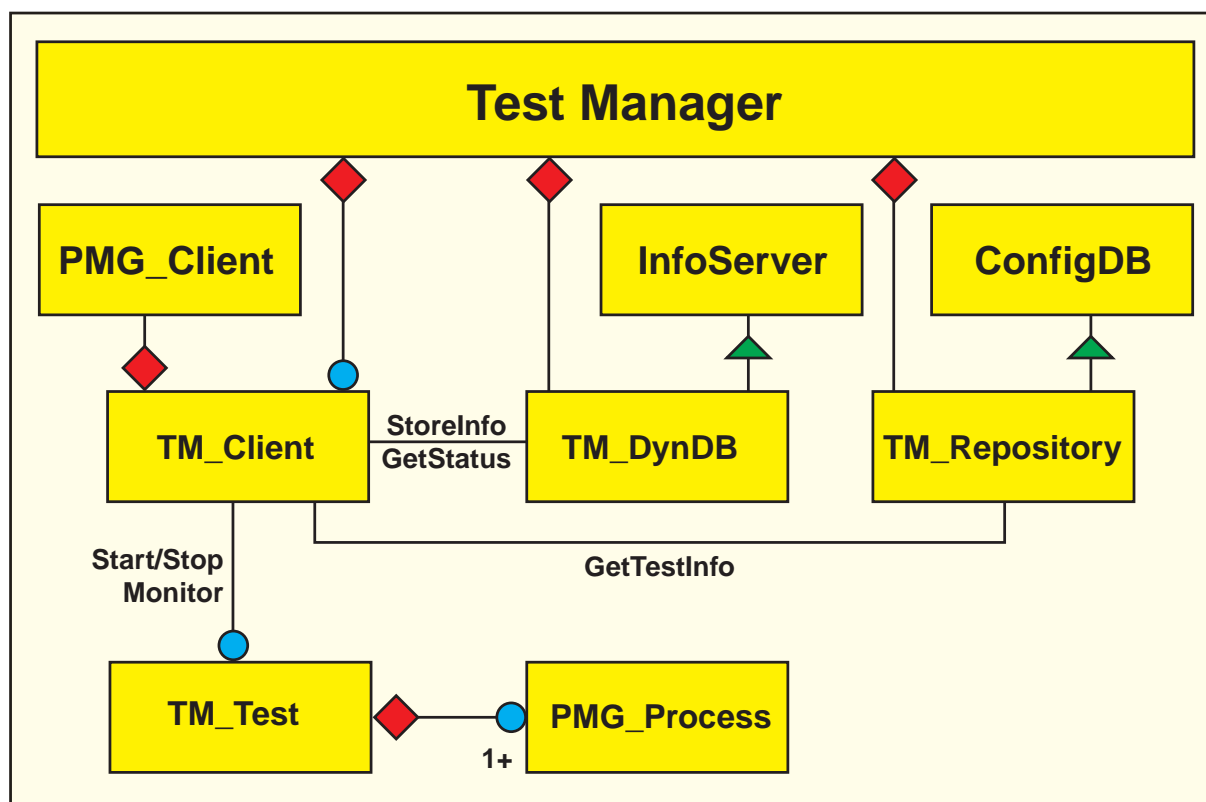 Test Manager
PMG_Client
InfoServer
ConfigDB
TM_Client
StoreInfo
GetStatus
TM_DynDB
TM_Repository
Start/Stop
Monitor
GetTestInfo
TM_Test
1+
PMG_Process